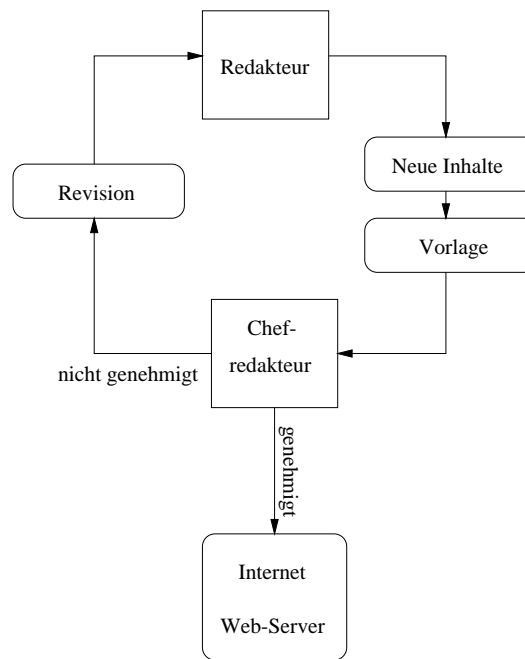 Redakteur
Neue Inhalte
Revision
Vorlage
Chef-
redakteur
nicht genehmigt
genehmigt
Internet
Web-Server